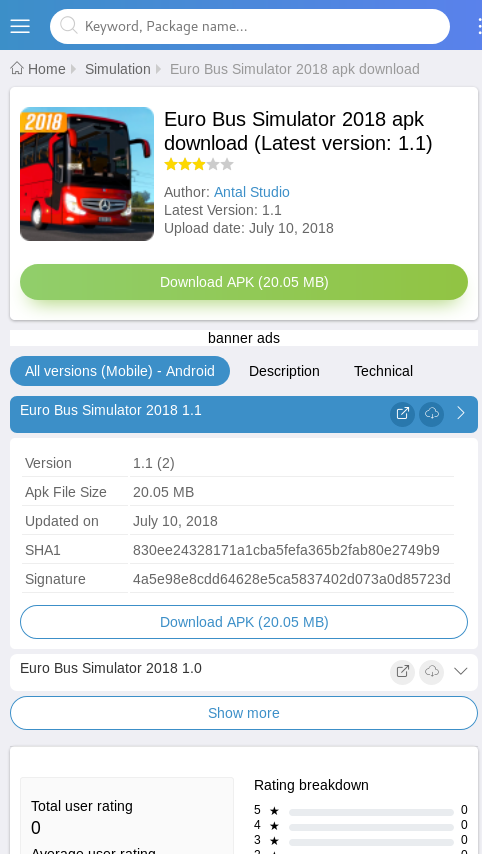 Keyword, Package name...
Home Simulation Euro Bus Simulator 2018 apk download
2018
Euro Bus Simulator 2018 apk
download (Latest version: 1.1)
Author: Antal Studio
Latest Version: 1.1
Upload date: July 10, 2018
Download APK (20.05 MB)
banner ads
All versions (Mobile) - Android Description Technical
Euro Bus Simulator 2018 1.1
Version 1.1 (2)
Apk File Size 20.05 MB
Updated on July 10, 2018
SHA1 830ee24328171a1cba5fefa365b2fab80e2749b9
Signature 4a5e98e8cdd64628e5ca5837402d073a0d85723d
Download APK (20.05 MB)
Euro Bus Simulator 2018 1.0
Show more
Total user rating
0
Average user rating
Rating breakdown
5 ★ 0
4 ★ 0
3 ★ 0